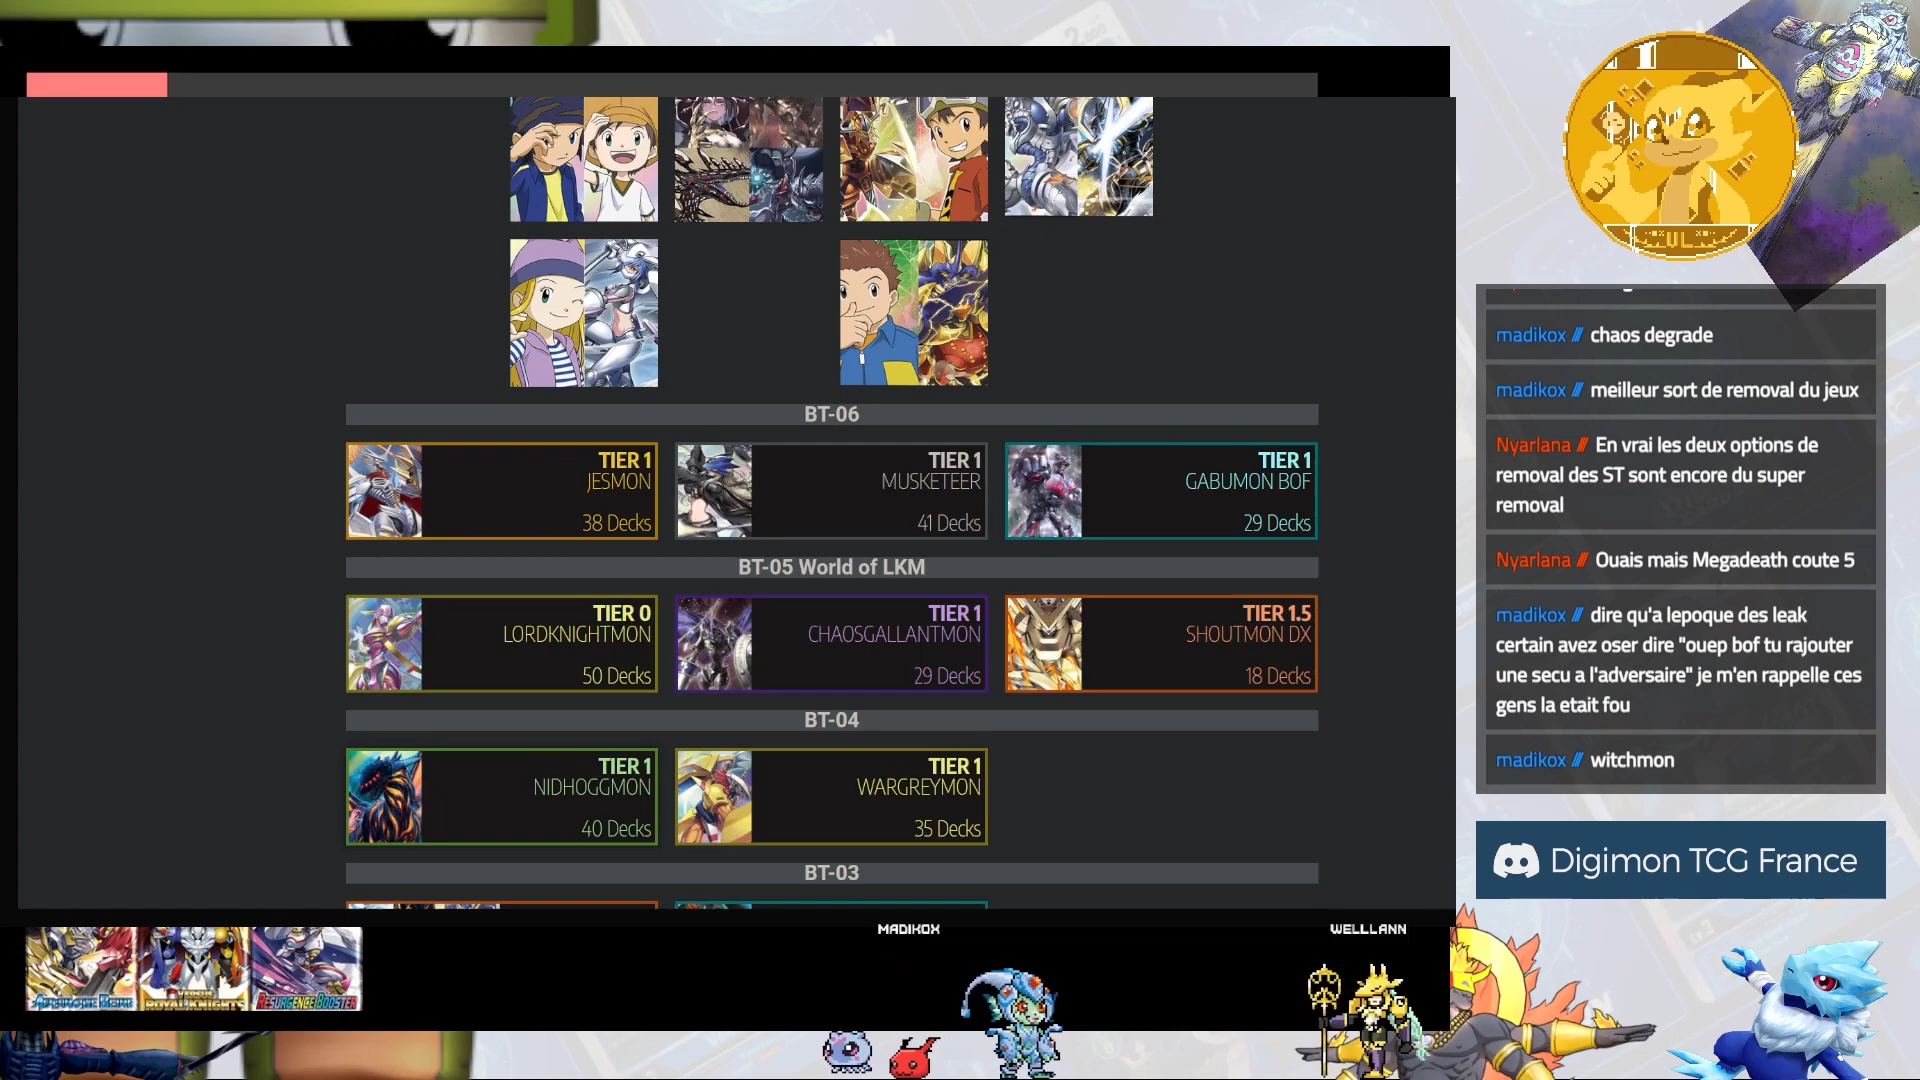 BT-06
TIER 1
JESMON
38 Decks
TIER 1
MUSKETEER
41 Decks
TIER 1
GABUMON BOF
29 Decks
BT-05 World of LKM
TIER 0
LORDKNIGHTMON
50 Decks
TIER 1
CHAOSGALLANTMON
29 Decks
TIER 1.5
SHOUTMON DX
18 Decks
BT-04
TIER 1
NIDHOGGMON
40 Decks
TIER 1
WARGREYMON
35 Decks
BT-03
madikox /// chaos degrade
madikox /// meilleur sort de removal du jeux
Nyarlana /// En vrai les deux options de
removal des ST sont encore du super
removal
Nyarlana /// Ouais mais Megadeath coute 5
madikox /// dire qu'a lepoque des leak
certain avez oser dire "ouep bof tu rajouter
une secu a l'adversaire" je m'en rappelle ces
gens la etait fou
madikox /// witchmon
Digimon TCG France
MADIKOX
WELLLANN
VERSUS
ROYAL KNIGHTS
RESURGENCE BOOSTER